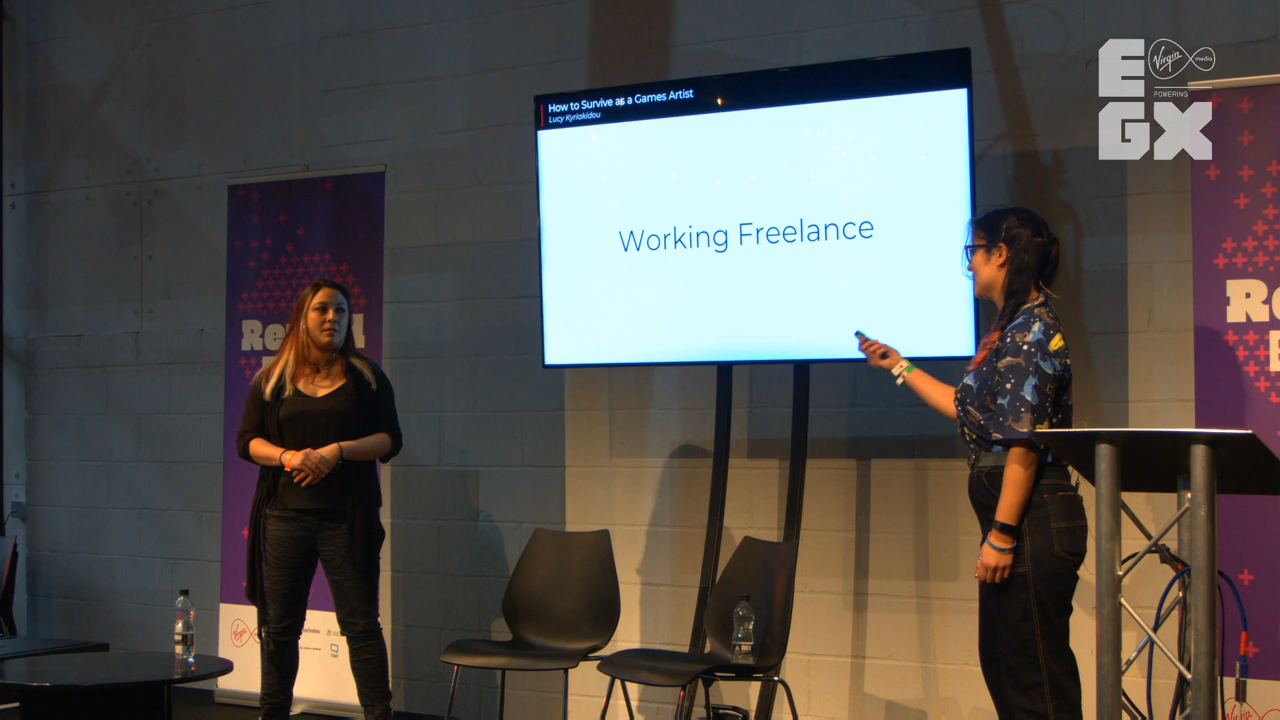 How to Survive as a Games Artist
Lucy Kyriakidou
Working Freelance
Virgin media
POWERING
EGX